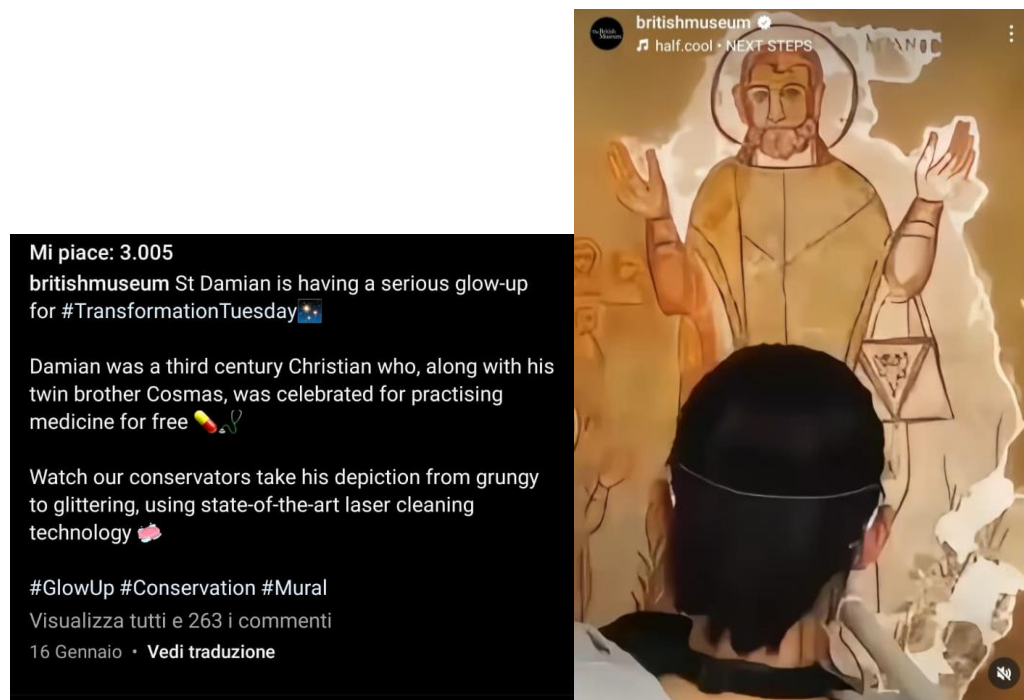 Mi piace: 3.005
britishmuseum St Damian is having a serious glow-up
for #TransformationTuesday🎇
Damian was a third century Christian who, along with his
twin brother Cosmas, was celebrated for practising
medicine for free 💊🩺
Watch our conservators take his depiction from grungy
to glittering, using state-of-the-art laser cleaning
technology 🧼
#GlowUp #Conservation #Mural
Visualizza tutti e 263 i commenti
16 Gennaio • Vedi traduzione
britishmuseum
the British Museum
half.cool • NEXT STEPS